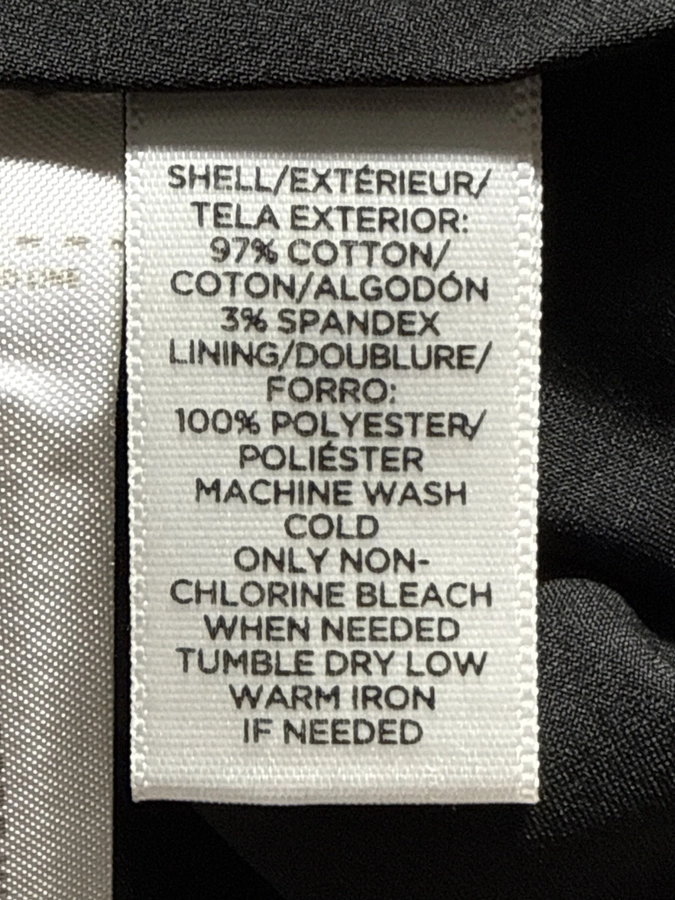 SHELL/EXTÉRIEUR/
TELA EXTERIOR:
97% COTTON/
COTON/ALGODÓN
3% SPANDEX
LINING/DOUBLURE/
FORRO:
100% POLYESTER/
POLIÉSTER
MACHINE WASH
COLD
ONLY NON-
CHLORINE BLEACH
WHEN NEEDED
TUMBLE DRY LOW
WARM IRON
IF NEEDED